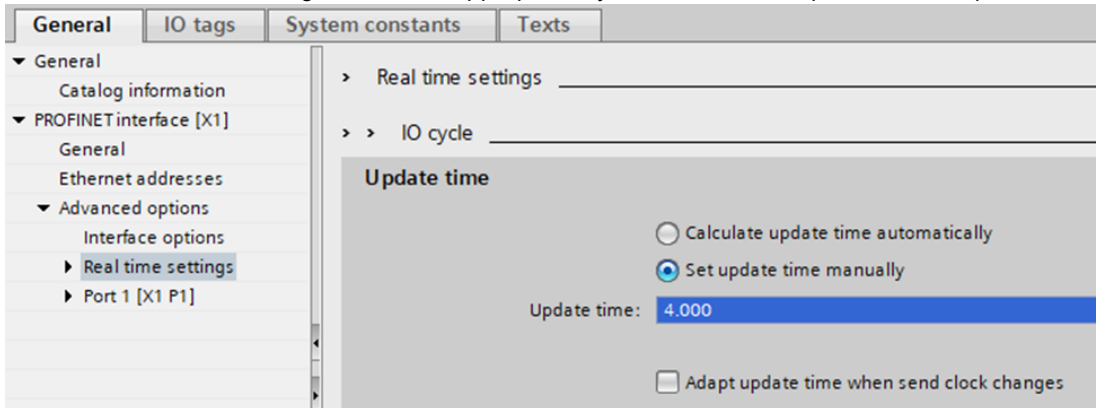 General IO tags System constants Texts
General
Catalog information
PROFINET interface [X1]
General
Ethernet addresses
Advanced options
Interface options
Real time settings
Port 1 [X1 P1]
Real time settings
IO cycle
Update time
Calculate update time automatically
Set update time manually
Update time: 4.000
Adapt update time when send clock changes